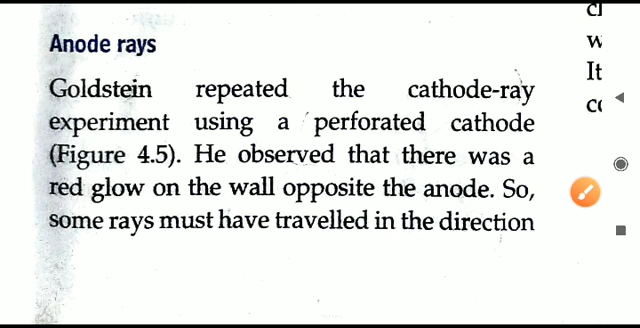 Anode rays
Goldstein repeated the cathode-ray
experiment using a perforated cathode
(Figure 4.5). He observed that there was a
red glow on the wall opposite the anode. So,
some rays must have travelled in the direction
It